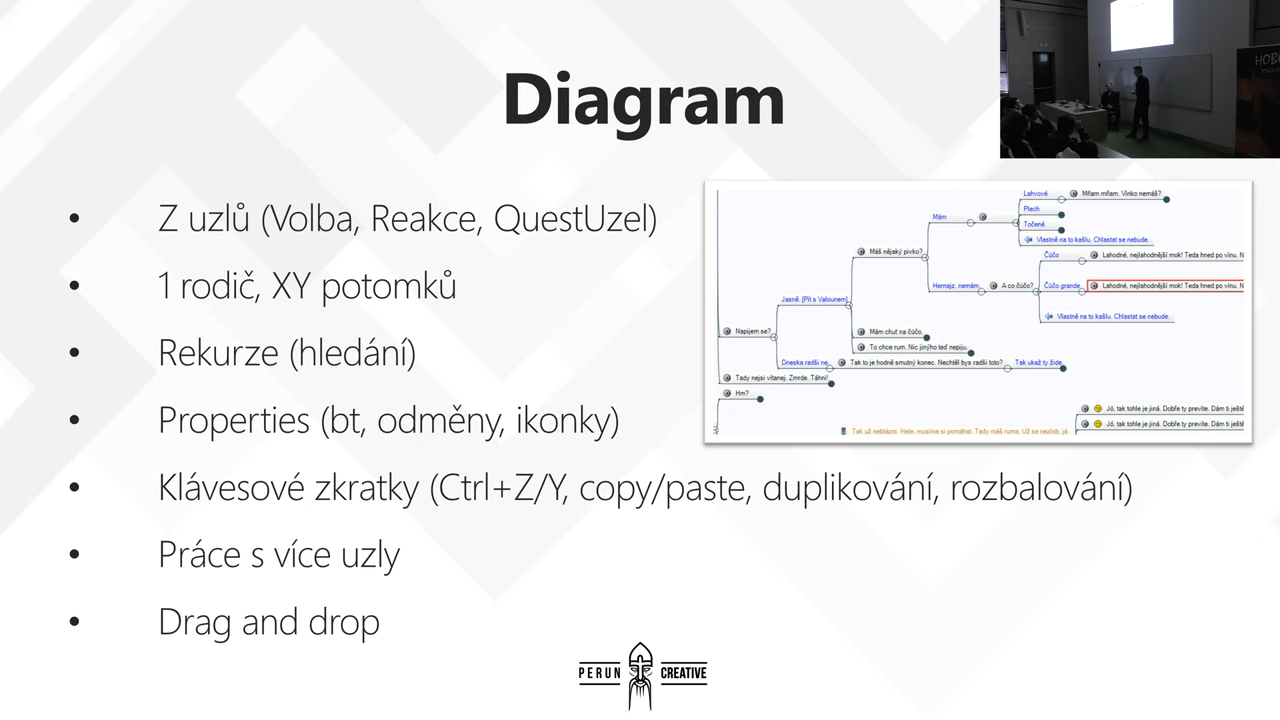 Diagram
HOB
• Z uzlů (Volba, Reakce, QuestUzel)
• 1 rodič, XY potomků
• Rekurze (hledání)
• Properties (bt, odměny, ikonky)
• Klávesové zkratky (Ctrl+Z/Y, copy/paste, duplikování, rozbalování)
• Práce s více uzly
• Drag and drop
Lahvové
Mňam mňam. Vinko nemáš?
Plech
Mám
Točené
Vlastně na to kašlu. Chlastat se nebude.
Máš nějaký pivko?
Čúčo
Lahodné, nejlahodnější mok! Teda hned po vínu. N
Hernajz, nemám.
A co čúčo?
Čúčo grande.
Lahodné, nejlahodnější mok! Teda hned po vínu. N
Jasně. [Pít s Valounem]
Vlastně na to kašlu. Chlastat se nebude.
Napijem se?
Mám chuť na čúčo.
To chce rum. Nic jinýho teď nepiju.
Dneska radši ne.
Tak to je hodně smutný konec. Nechtěl bys radši toto?
Tak ukaž ty žide.
Tady nejsi vítanej. Zmrde. Táhni!
Hm?
Jó, tak tohle je jiná. Dobře ty prevíte. Dám ti ještě
Jó, tak tohle je jiná. Dobře ty prevíte. Dám ti ještě
Tak už neblázni. Hele, musíme si pomáhat. Tady máš ruma. Už se nezlob, já
PERUN CREATIVE